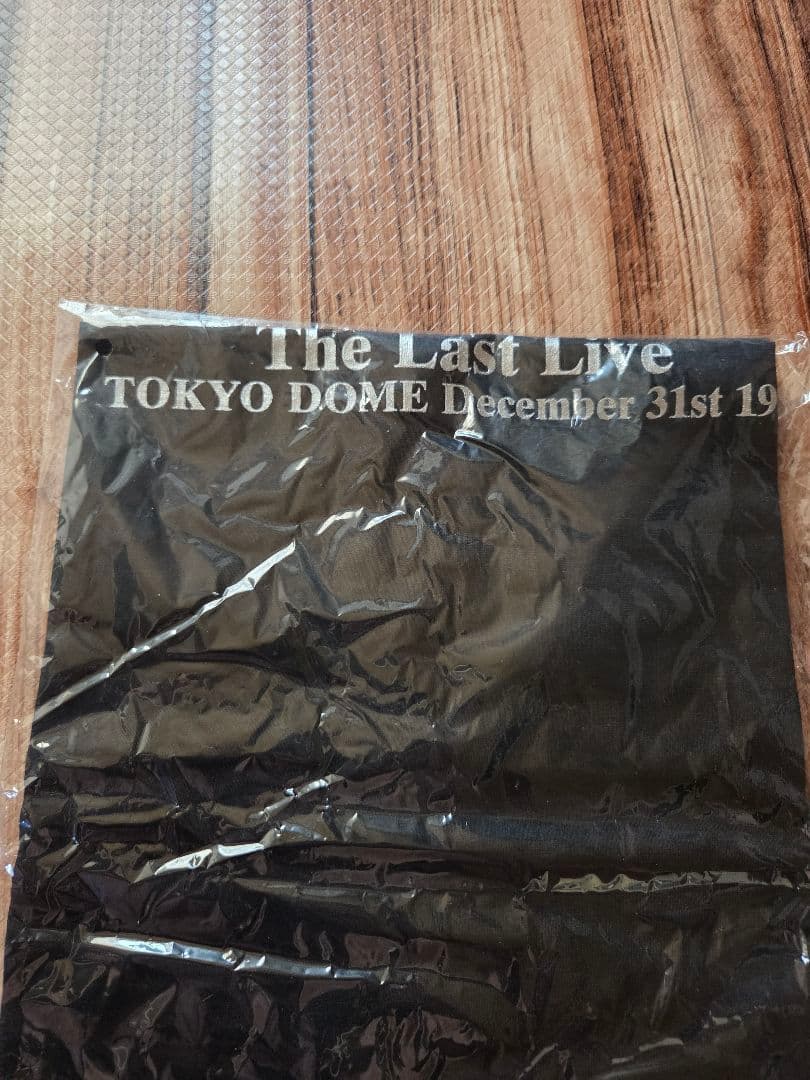 The Last Live
TOKYO DOME December 31st 19